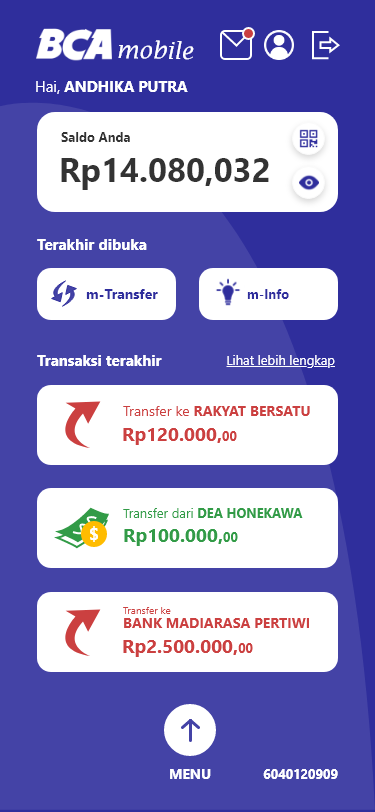 BCA mobile
Hai, ANDHIKA PUTRA
Saldo Anda
Rp14.080,032
Terakhir dibuka
m-Transfer
m-Info
Transaksi terakhir
Lihat lebih lengkap
Transfer ke RAKYAT BERSATU
Rp120.000,00
Transfer dari DEA HONEKAWA
$
Rp100.000,00
Transfer ke
BANK MADIARASA PERTIWI
Rp2.500.000,00
MENU
6040120909